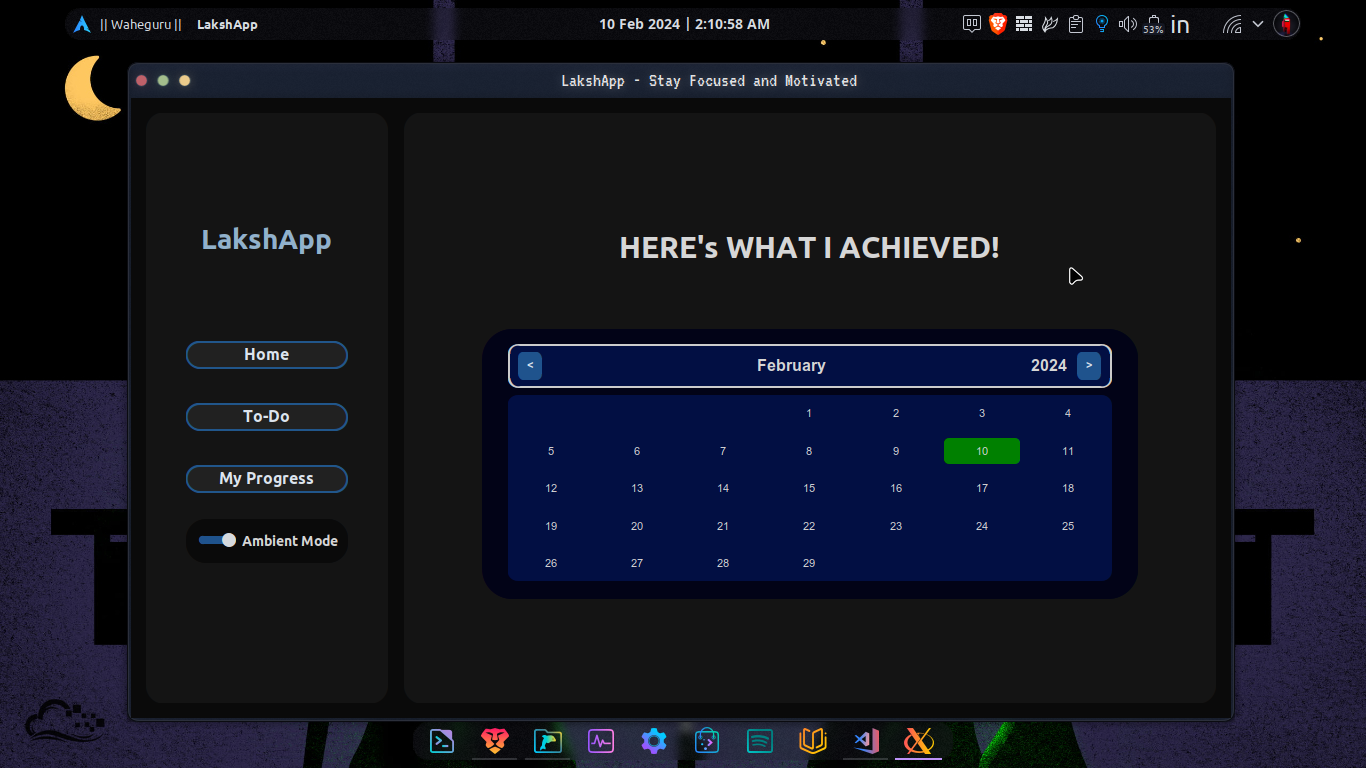 || Waheguru || LakshApp 10 Feb 2024 | 2:10:58 AM 53% in
LakshApp - Stay Focused and Motivated
LakshApp
Home
To-Do
My Progress
Ambient Mode
HERE's WHAT I ACHIEVED!
< February 2024 >
1 2 3 4
5 6 7 8 9 10 11
12 13 14 15 16 17 18
19 20 21 22 23 24 25
26 27 28 29